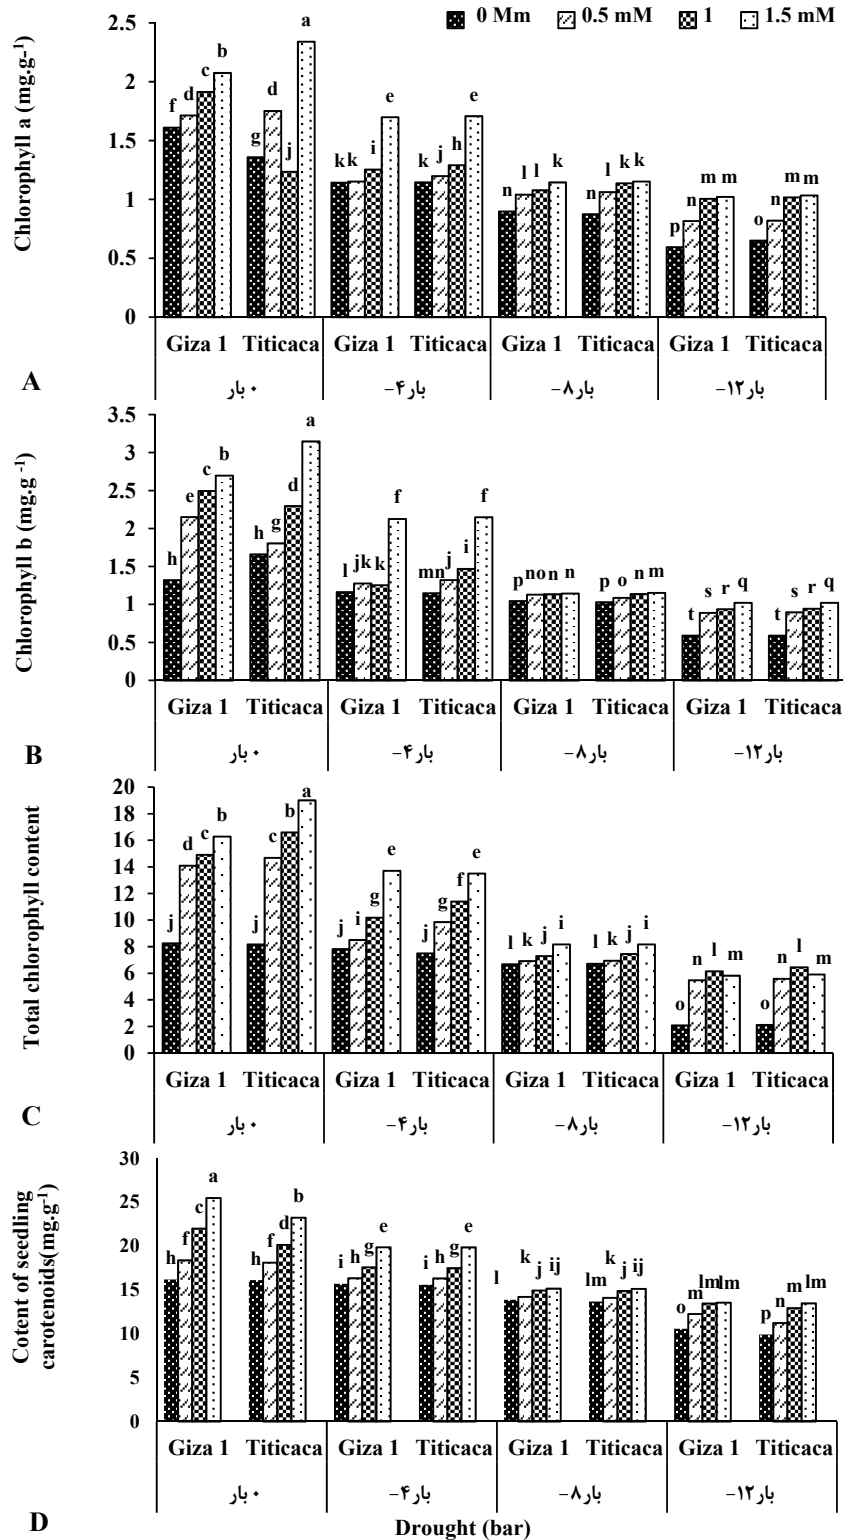 0 Mm 0.5 mM 1 1.5 mM
Chlorophyll a (mg.g-¹)
2.5
2
1.5
1
0.5
0
f d c b g d j a k k i e k j h e n l l k n l k k p n m m o n m m
Giza 1 Titicaca Giza 1 Titicaca Giza 1 Titicaca Giza 1 Titicaca
۰ بار -۴بار -۸بار -۱۲بار
A
Chlorophyll b (mg.g -¹)
3.5
3
2.5
2
1.5
1
0.5
0
h e c b h g d a l jk k f mn j i f p no n n p o n m t s r q t s r q
Giza 1 Titicaca Giza 1 Titicaca Giza 1 Titicaca Giza 1 Titicaca
۰ بار -۴بار -۸بار -۱۲بار
B
Total chlorophyll content
20
18
16
14
12
10
8
6
4
2
0
j d c b j c b a j i g e j g f e l k j i l k j i o n l m o n l m
Giza 1 Titicaca Giza 1 Titicaca Giza 1 Titicaca Giza 1 Titicaca
۰ بار -۴بار -۸بار -۱۲بار
C
Cotent of seedling
carotenoids(mg.g-¹)
30
25
20
15
10
5
0
h f c a h f d b i h g e i h g e l k j ij lm k j ij o m lm lm p n m lm
Giza 1 Titicaca Giza 1 Titicaca Giza 1 Titicaca Giza 1 Titicaca
۰ بار -۴بار -۸بار -۱۲بار
D
Drought (bar)